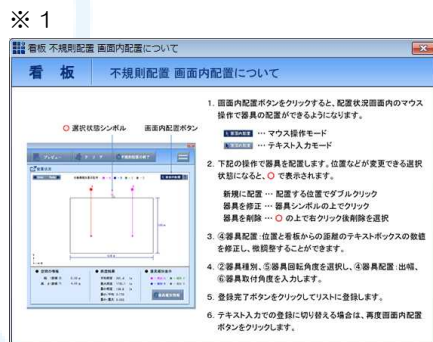 ※ 1
看板 不規則配置 画面内配置について
看 板 不規則配置 画面内配置について
○ 選択状態シンボル 画面内配置ボタン
1. 画面内配置ボタンをクリックすると、配置状況画面内のマウス
操作で器具の配置ができるようになります。
… マウス操作モード
… テキスト入力モード
2. 下記の操作で器具を配置します。位置などが変更できる選択
状態になると、○ で表示されます。
新規に配置 … 配置する位置でダブルクリック
器具を修正 … 器具シンボルの上でクリック
器具を削除 … ○ の上で右クリック後削除を選択
3. ④器具配置:位置と看板からの距離のテキストボックスの数値
を修正し、微調整することができます。
4. ②器具種別、⑤器具回転角度を選択し、④器具配置:出幅、
⑥器具取付角度を入力します。
5. 登録完了ボタンをクリックしてリストに登録します。
6. テキスト入力での登録に切り替える場合は、再度画面内配置
ボタンをクリックします。